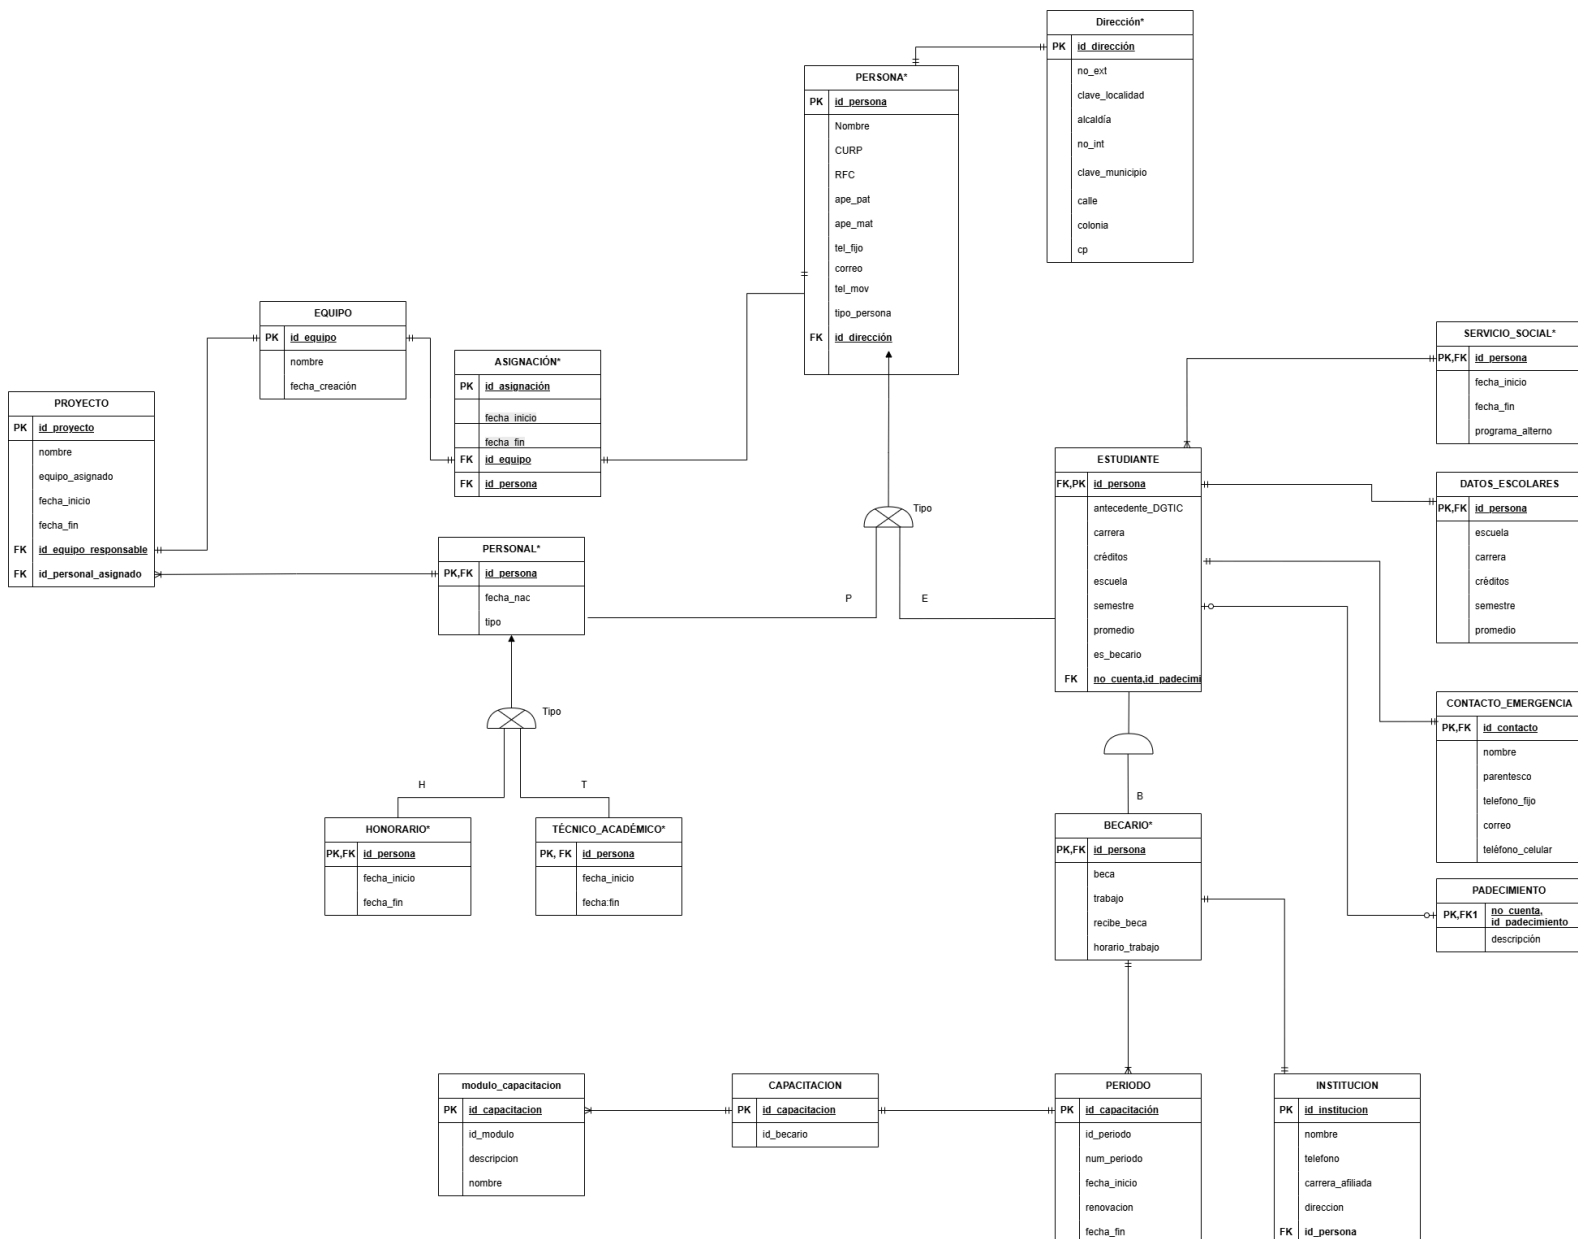 Dirección*
PK id_dirección
no_ext
clave_localidad
alcaldía
no_int
clave_municipio
calle
colonia
cp
PERSONA*
PK id_persona
Nombre
CURP
RFC
ape_pat
ape_mat
tel_fijo
correo
tel_mov
tipo_persona
FK id_dirección
EQUIPO
PK id_equipo
nombre
fecha_creación
ASIGNACIÓN*
PK id_asignación
fecha_inicio
fecha_fin
FK id_equipo
FK id_persona
PROYECTO
PK id_proyecto
nombre
equipo_asignado
fecha_inicio
fecha_fin
FK id_equipo_responsable
FK id_personal_asignado
SERVICIO_SOCIAL*
PK,FK id_persona
fecha_inicio
fecha_fin
programa_alterno
ESTUDIANTE
FK,PK id_persona
antecedente_DGTIC
carrera
créditos
escuela
semestre
promedio
es_becario
FK no_cuenta,id_padecimi
DATOS_ESCOLARES
PK,FK id_persona
escuela
carrera
créditos
semestre
promedio
Tipo
P
E
PERSONAL*
PK,FK id_persona
fecha_nac
tipo
Tipo
H
T
HONORARIO*
PK,FK id_persona
fecha_inicio
fecha_fin
TÉCNICO_ACADÉMICO*
PK, FK id_persona
fecha_inicio
fecha:fin
CONTACTO_EMERGENCIA
PK,FK id_contacto
nombre
parentesco
telefono_fijo
correo
teléfono_celular
B
BECARIO*
PK,FK id_persona
beca
trabajo
recibe_beca
horario_trabajo
PADECIMIENTO
PK,FK1 no_cuenta,
id_padecimiento
descripción
modulo_capacitacion
PK id_capacitacion
id_modulo
descripcion
nombre
CAPACITACION
PK id_capacitacion
id_becario
PERIODO
PK id_capacitación
id_periodo
num_periodo
fecha_inicio
renovacion
fecha_fin
INSTITUCION
PK id_institucion
nombre
telefono
carrera_afiliada
direccion
FK id_persona